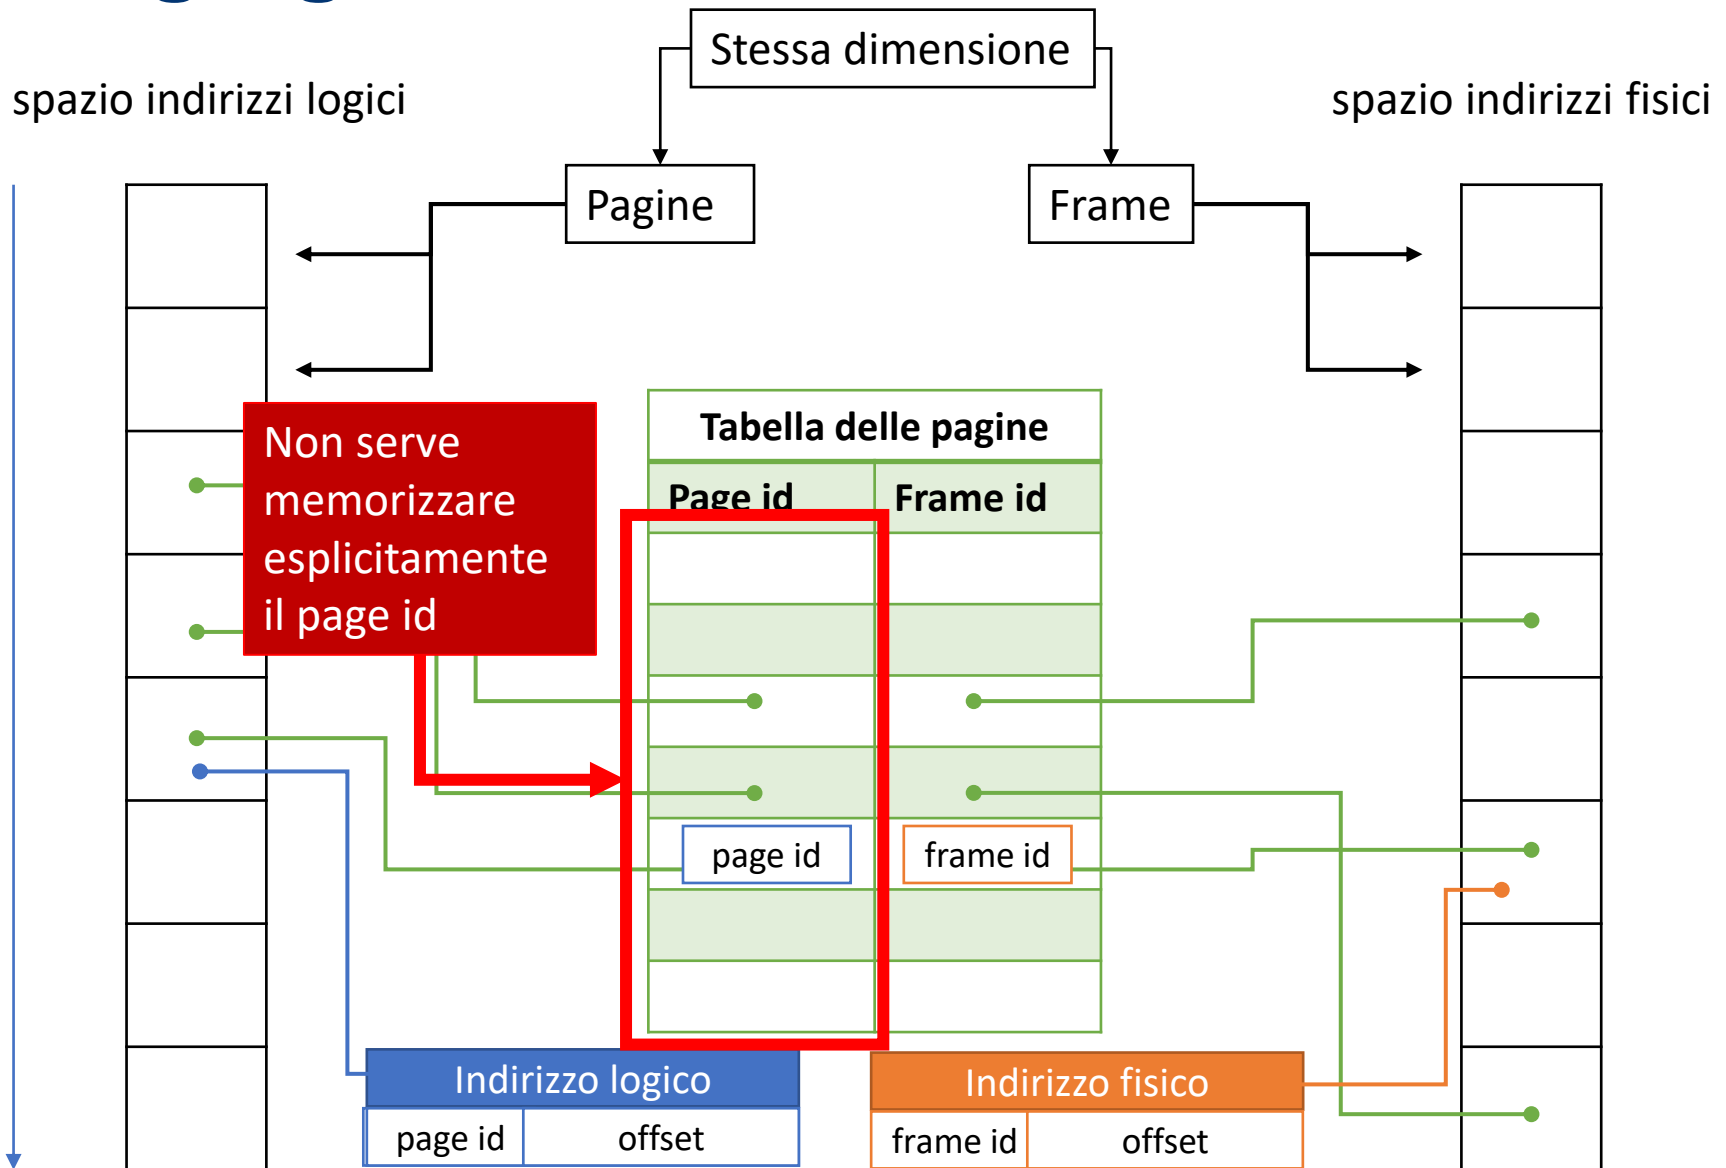 Stessa dimensione
spazio indirizzi logici
spazio indirizzi fisici
Pagine
Frame
Non serve
memorizzare
esplicitamente
il page id
Tabella delle pagine
Page id
Frame id
page id
frame id
Indirizzo logico
page id
offset
Indirizzo fisico
frame id
offset